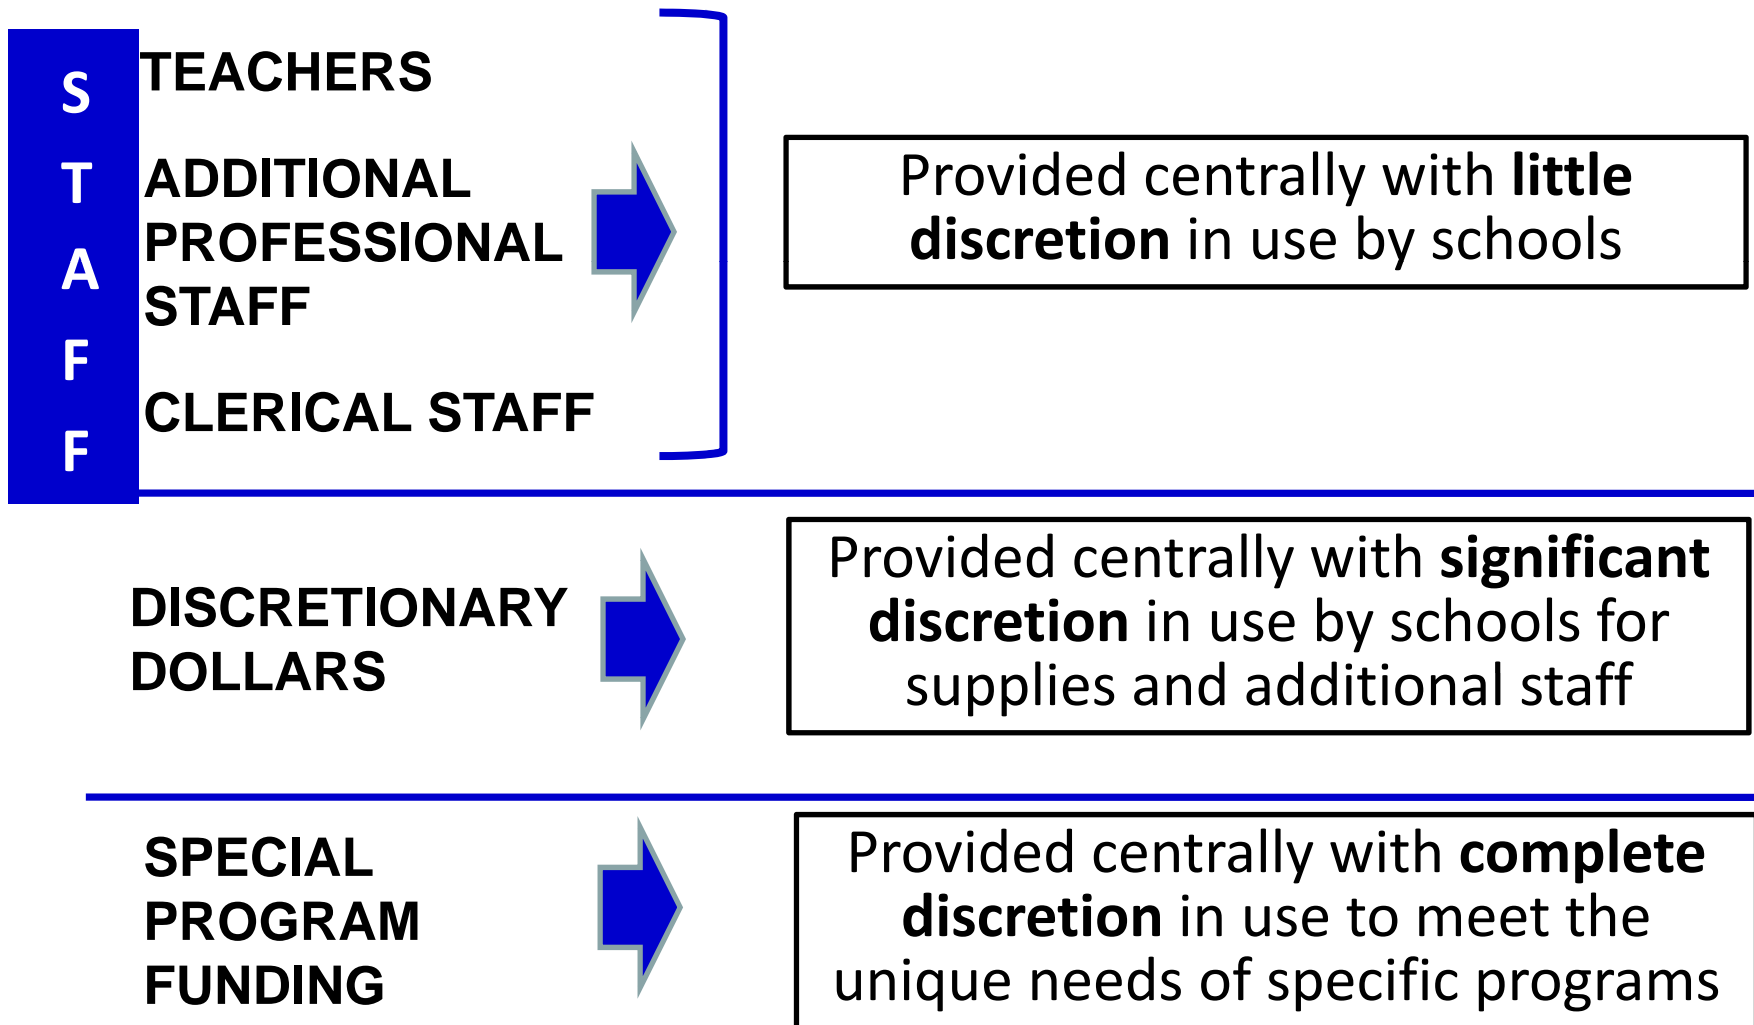 S
T
A
F
F
TEACHERS
ADDITIONAL
PROFESSIONAL
STAFF
CLERICAL STAFF
Provided centrally with little
discretion in use by schools
DISCRETIONARY
DOLLARS
Provided centrally with significant
discretion in use by schools for
supplies and additional staff
SPECIAL
PROGRAM
FUNDING
Provided centrally with complete
discretion in use to meet the
unique needs of specific programs